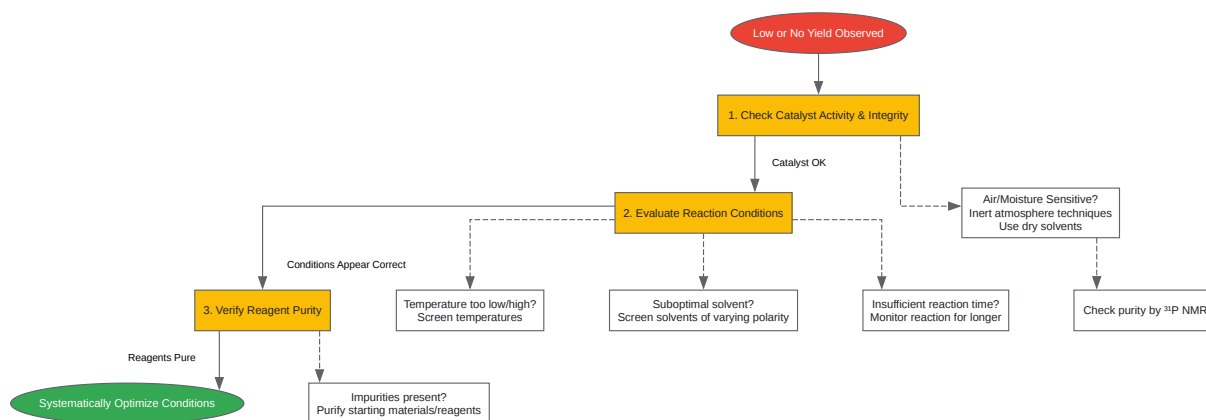 Low or No Yield Observed
1. Check Catalyst Activity & Integrity
Catalyst OK
Air/Moisture Sensitive?
Inert atmosphere techniques
Use dry solvents
2. Evaluate Reaction Conditions
Conditions Appear Correct
Temperature too low/high?
Screen temperatures
Suboptimal solvent?
Screen solvents of varying polarity
Insufficient reaction time?
Monitor reaction for longer
Check purity by ³¹P NMR
3. Verify Reagent Purity
Reagents Pure
Systematically Optimize Conditions
Impurities present?
Purify starting materials/reagents